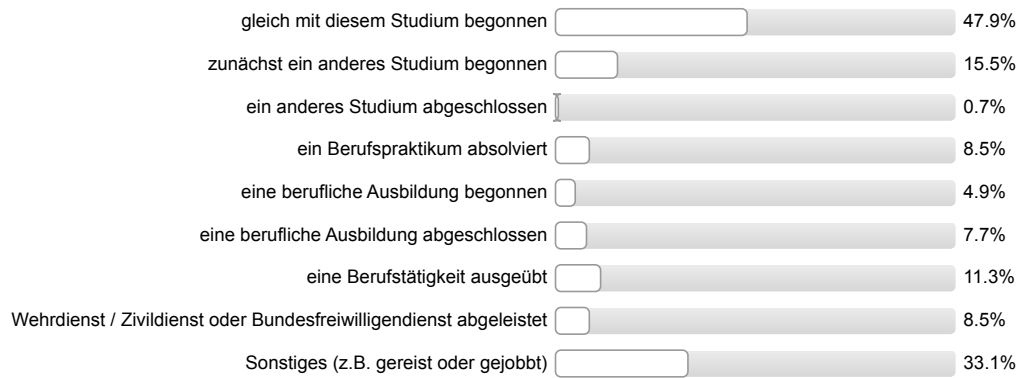 gleich mit diesem Studium begonnen 47.9%
zunächst ein anderes Studium begonnen 15.5%
ein anderes Studium abgeschlossen 0.7%
ein Berufspraktikum absolviert 8.5%
eine berufliche Ausbildung begonnen 4.9%
eine berufliche Ausbildung abgeschlossen 7.7%
eine Berufstätigkeit ausgeübt 11.3%
Wehrdienst / Zivildienst oder Bundesfreiwilligendienst abgeleistet 8.5%
Sonstiges (z.B. gereist oder gejobbt) 33.1%